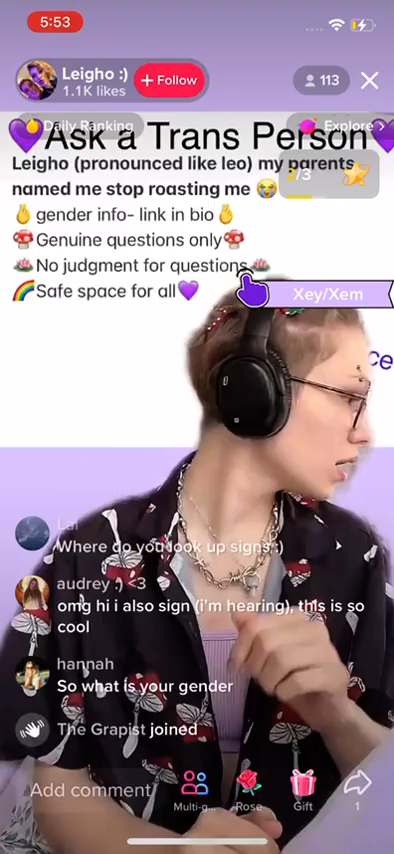 5:53
Leigho :)
1.1K likes
+ Follow
113
Daily Ranking
Explore >
💜Ask a Trans Person💜
Leigho (pronounced like leo) my parents
named me stop roasting me 😭
/3
🤞gender info- link in bio🤞
🍄Genuine questions only🍄
🪷No judgment for questions🪷
🌈Safe space for all💜
Xey/Xem
ce
Lai
Where do you look up signs :)
audrey :) <3
omg hi i also sign (i'm hearing), this is so
cool
hannah
So what is your gender
The Grapist joined
Add comment
Multi-g...
Rose
Gift
1